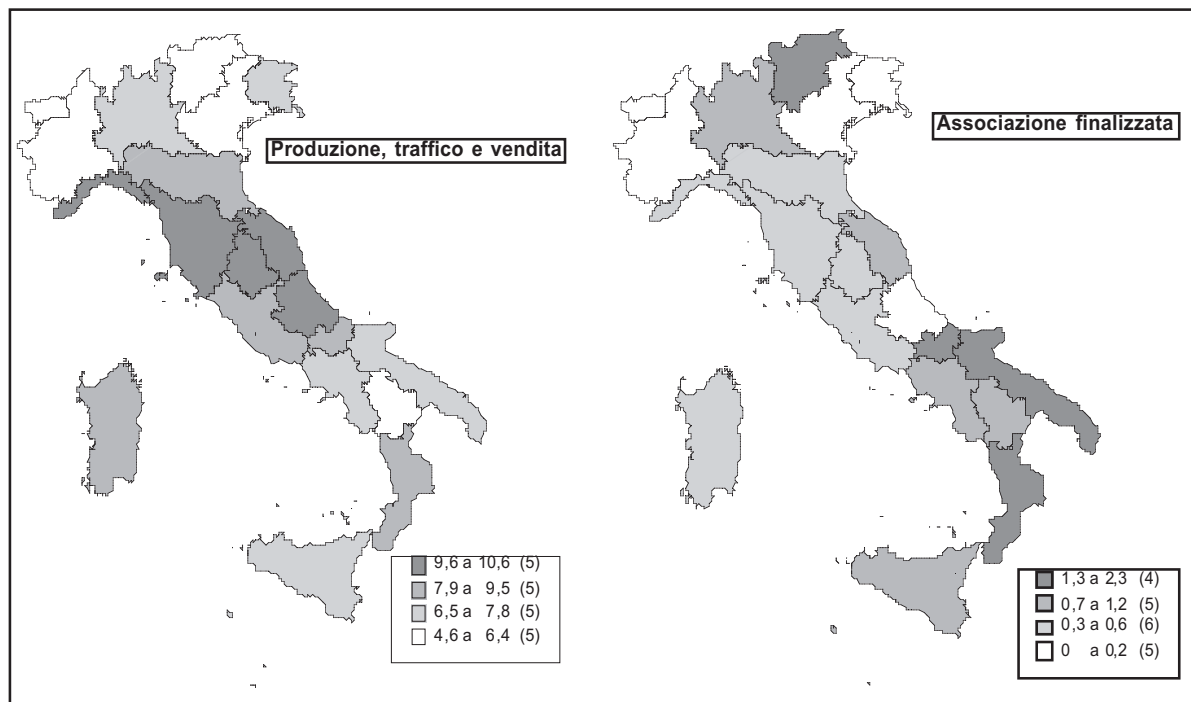 Produzione, traffico e vendita
9,6 a 10,6 (5)
7,9 a 9,5 (5)
6,5 a 7,8 (5)
4,6 a 6,4 (5)
Associazione finalizzata
1,3 a 2,3 (4)
0,7 a 1,2 (5)
0,3 a 0,6 (6)
0 a 0,2 (5)